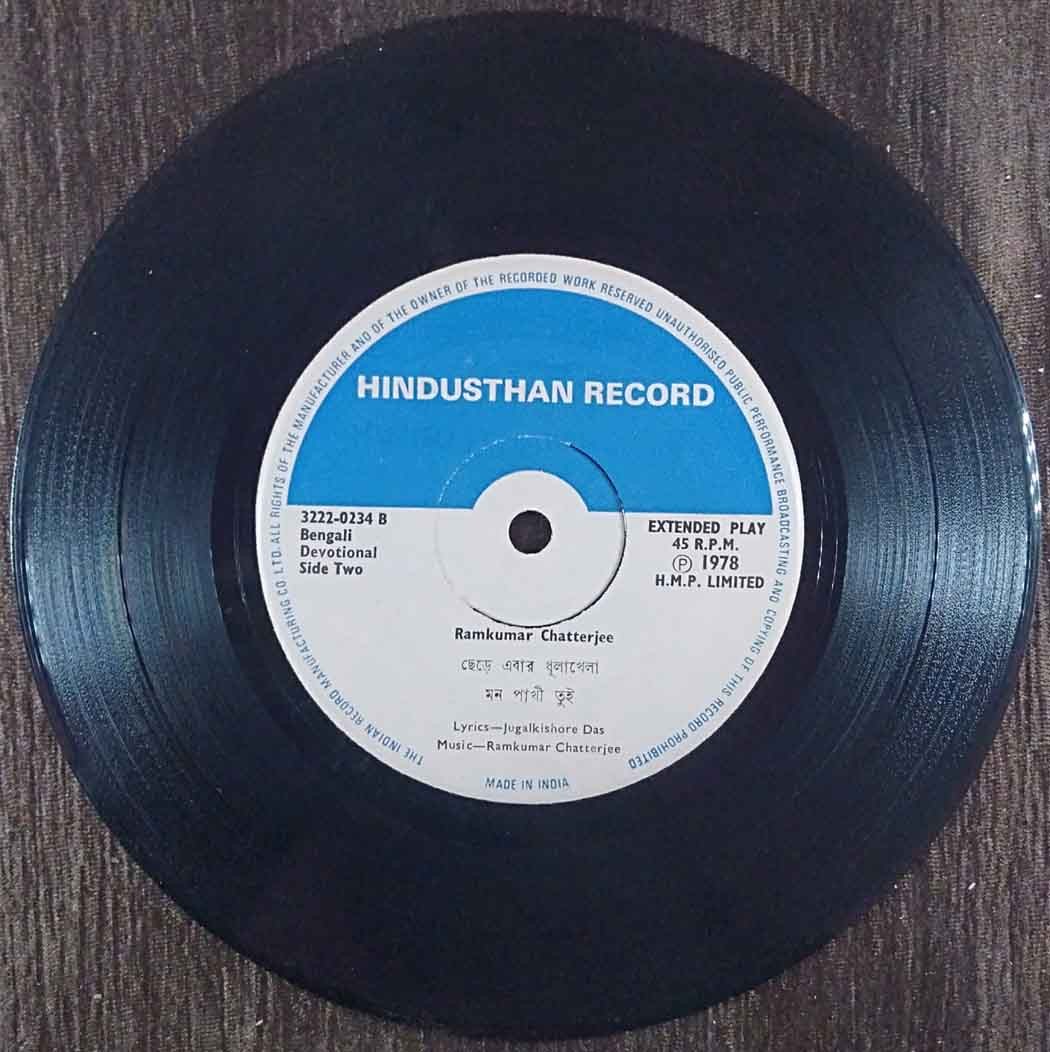 THE INDIAN RECORD MANUFACTURING CO. LTD. ALL RIGHTS OF THE MANUFACTURER AND OF THE OWNER OF THE RECORDED WORK RESERVED UNAUTHORISED PUBLIC PERFORMANCE BROADCASTING AND COPYING OF THIS RECORD PROHIBITED
HINDUSTHAN RECORD
3222-0234 B
Bengali
Devotional
Side Two
EXTENDED PLAY
45 R.P.M.
Ⓟ 1978
H.M.P. LIMITED
Ramkumar Chatterjee
ছেড়ে এবার ধূলাখেলা
মন পাখী তুই
Lyrics—Jugalkishore Das
Music—Ramkumar Chatterjee
MADE IN INDIA